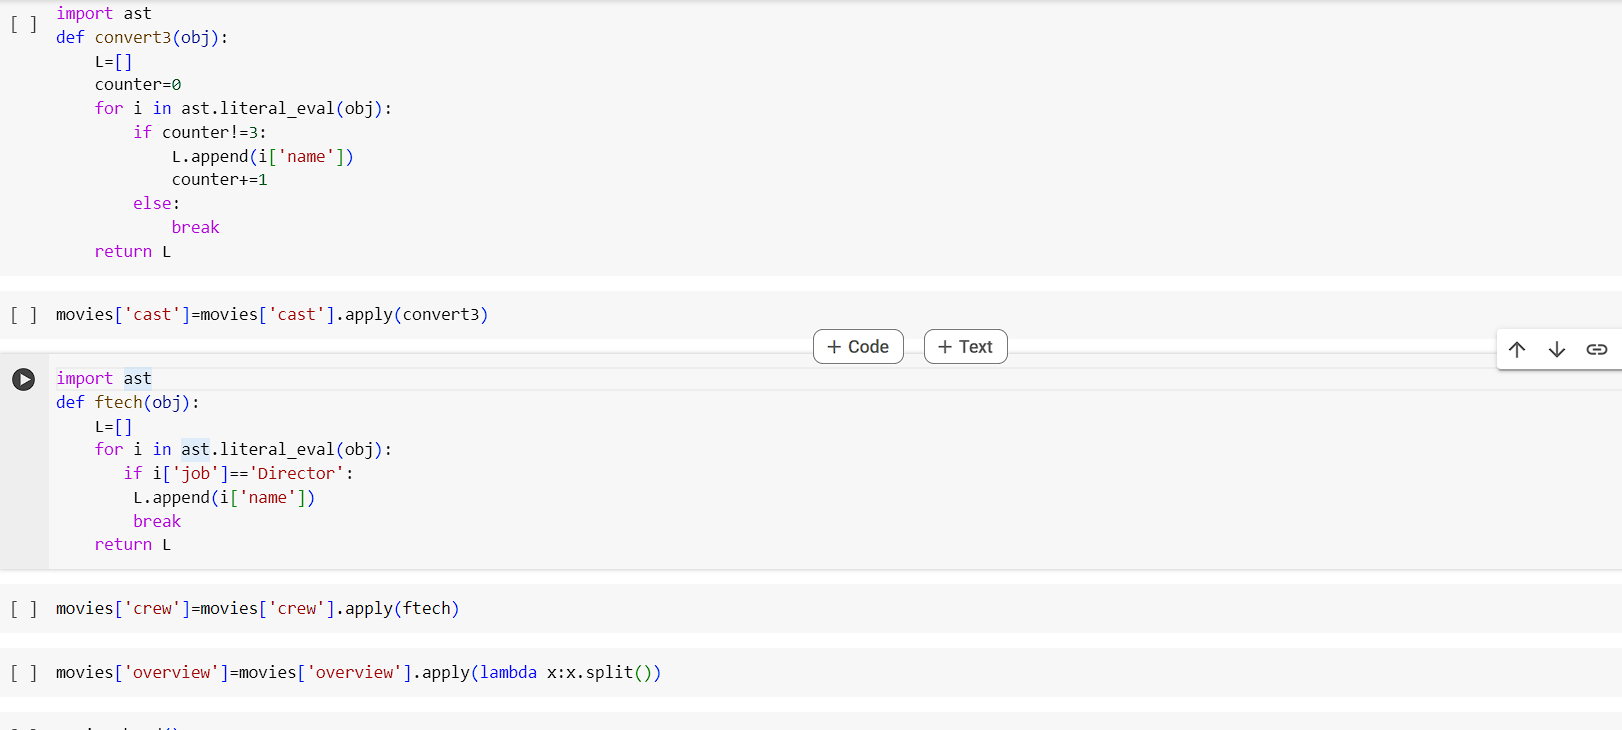 [ ] import ast
def convert3(obj):
    L=[]
    counter=0
    for i in ast.literal_eval(obj):
        if counter!=3:
            L.append(i['name'])
            counter+=1
        else:
            break
    return L
[ ] movies['cast']=movies['cast'].apply(convert3)
+ Code + Text
import ast
def ftech(obj):
    L=[]
    for i in ast.literal_eval(obj):
       if i['job']=='Director':
        L.append(i['name'])
        break
    return L
[ ] movies['crew']=movies['crew'].apply(ftech)
[ ] movies['overview']=movies['overview'].apply(lambda x:x.split())